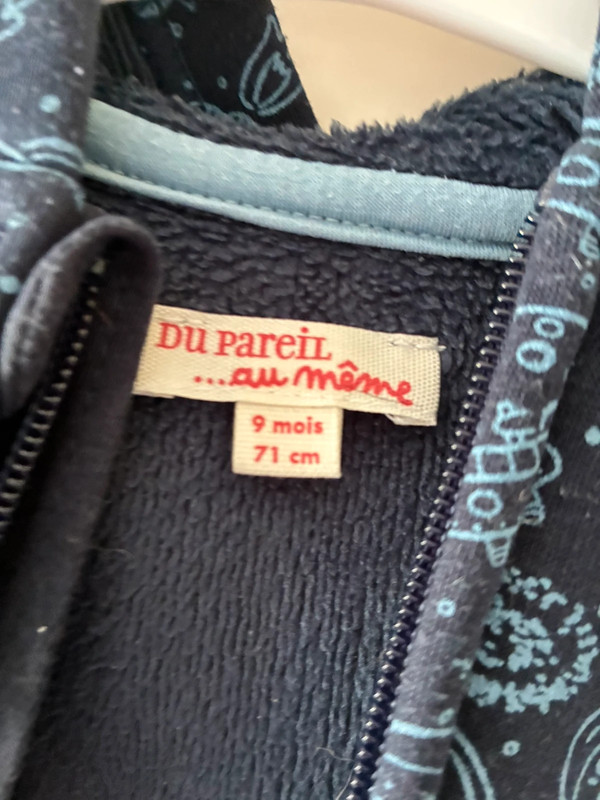 Du Pareil
...au même
9 mois
71 cm